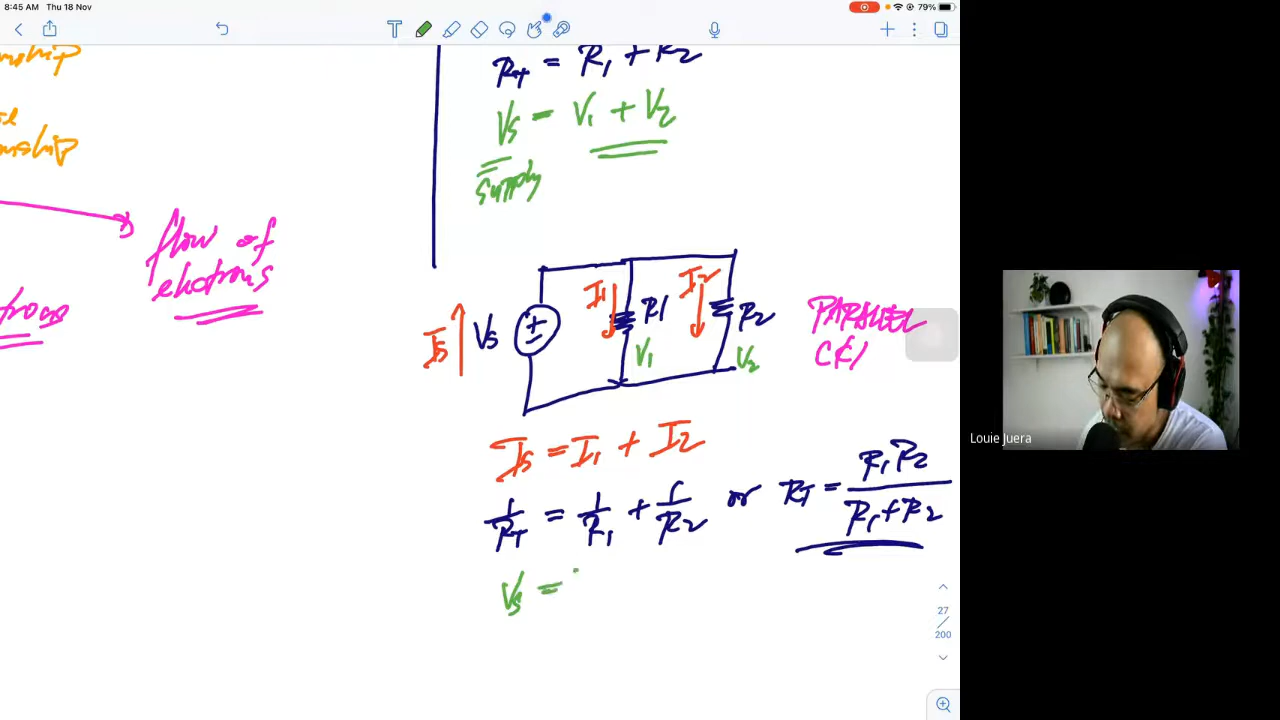 8:45 AM Thu 18 Nov
79%
RT = R1 + R2
Vs = V1 + V2
supply
flow of
electrons
I1
I2
Is
Vs
R1
R2
V1
V2
PARALLEL
CKT
Is = I1 + I2
1/RT = 1/R1 + 1/R2 or RT = R1R2/R1+R2
Vs =
27
/
200
Louie Juera